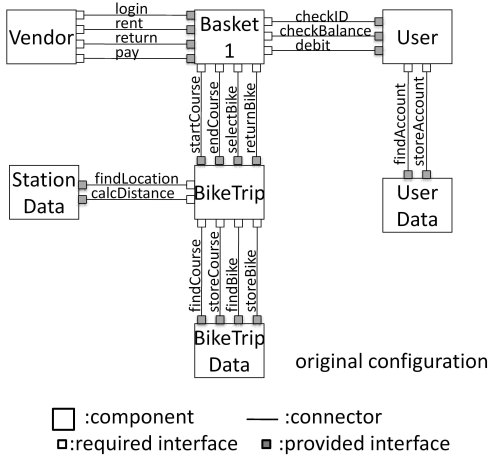 Vendor
login
rent
return
pay
Basket
1
checkID
checkBalance
debit
User
startCourse
endCourse
selectBike
returnBike
findAccount
storeAccount
Station
Data
findLocation
calcDistance
BikeTrip
User
Data
findCourse
storeCourse
findBike
storeBike
BikeTrip
Data
original configuration
:component
:connector
:required interface
:provided interface